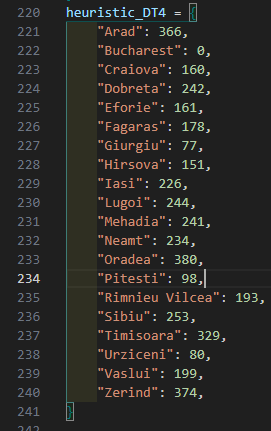 220 heuristic_DT4 = {
221 "Arad": 366,
222 "Bucharest": 0,
223 "Craiova": 160,
224 "Dobreta": 242,
225 "Eforie": 161,
226 "Fagaras": 178,
227 "Giurgiu": 77,
228 "Hirsova": 151,
229 "Iasi": 226,
230 "Lugoi": 244,
231 "Mehadia": 241,
232 "Neamt": 234,
233 "Oradea": 380,
234 "Pitesti": 98,
235 "Rimnieu Vilcea": 193,
236 "Sibiu": 253,
237 "Timisoara": 329,
238 "Urziceni": 80,
239 "Vaslui": 199,
240 "Zerind": 374,
241 }
242